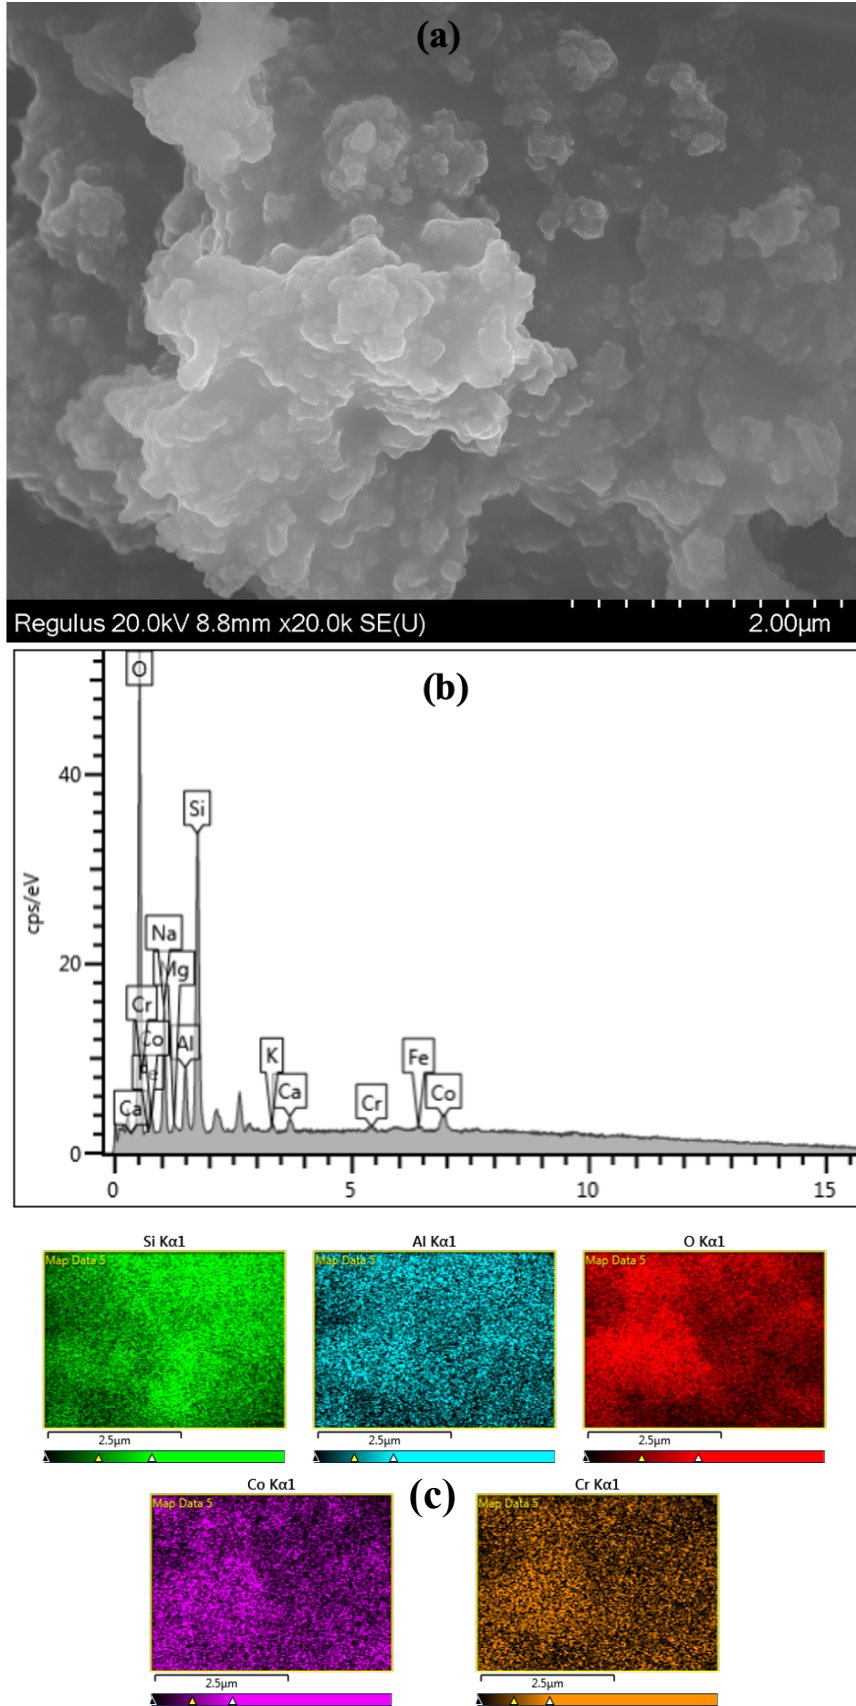 (a)
Regulus 20.0kV 8.8mm x20.0k SE(U) 2.00µm
(b)
O
40
Si
cps/eV
Na
20
Mg
Cr
Co
Al
K
Fe
Fe
Ca
Ca
Cr
Co
0
0 5 10 15
Si Kα1 Al Kα1 O Kα1
Map Data 5 Map Data 5 Map Data 5
2.5µm 2.5µm 2.5µm
Co Kα1 (c) Cr Kα1
Map Data 5 Map Data 5
2.5µm 2.5µm